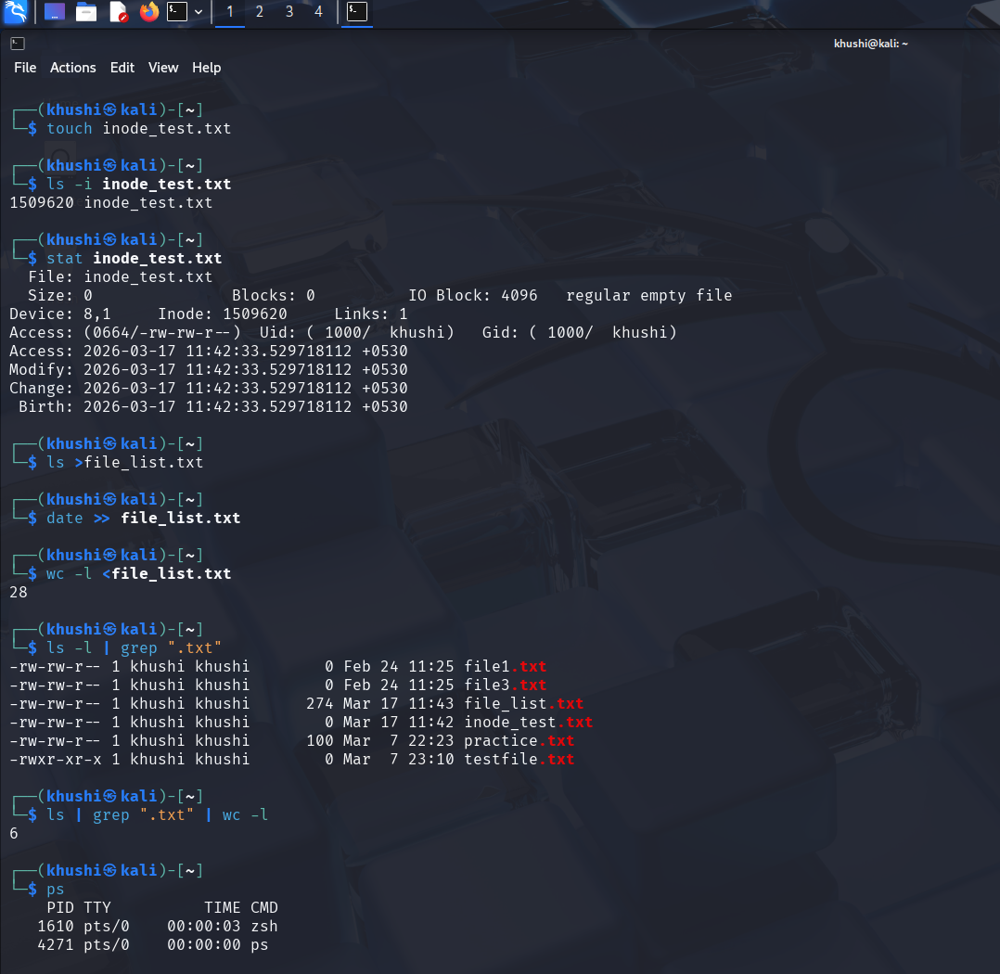 1 2 3 4
khushi@kali: ~
File Actions Edit View Help
┌──(khushi㉿kali)-[~]
└─$ touch inode_test.txt
┌──(khushi㉿kali)-[~]
└─$ ls -i inode_test.txt
1509620 inode_test.txt
┌──(khushi㉿kali)-[~]
└─$ stat inode_test.txt
  File: inode_test.txt
  Size: 0               Blocks: 0          IO Block: 4096   regular empty file
Device: 8,1     Inode: 1509620     Links: 1
Access: (0664/-rw-rw-r--)  Uid: ( 1000/  khushi)   Gid: ( 1000/  khushi)
Access: 2026-03-17 11:42:33.529718112 +0530
Modify: 2026-03-17 11:42:33.529718112 +0530
Change: 2026-03-17 11:42:33.529718112 +0530
 Birth: 2026-03-17 11:42:33.529718112 +0530
┌──(khushi㉿kali)-[~]
└─$ ls >file_list.txt
┌──(khushi㉿kali)-[~]
└─$ date >> file_list.txt
┌──(khushi㉿kali)-[~]
└─$ wc -l <file_list.txt
28
┌──(khushi㉿kali)-[~]
└─$ ls -l | grep ".txt"
-rw-rw-r-- 1 khushi khushi        0 Feb 24 11:25 file1.txt
-rw-rw-r-- 1 khushi khushi        0 Feb 24 11:25 file3.txt
-rw-rw-r-- 1 khushi khushi      274 Mar 17 11:43 file_list.txt
-rw-rw-r-- 1 khushi khushi        0 Mar 17 11:42 inode_test.txt
-rw-rw-r-- 1 khushi khushi      100 Mar  7 22:23 practice.txt
-rwxr-xr-x 1 khushi khushi        0 Mar  7 23:10 testfile.txt
┌──(khushi㉿kali)-[~]
└─$ ls | grep ".txt" | wc -l
6
┌──(khushi㉿kali)-[~]
└─$ ps
    PID TTY          TIME CMD
   1610 pts/0    00:00:03 zsh
   4271 pts/0    00:00:00 ps